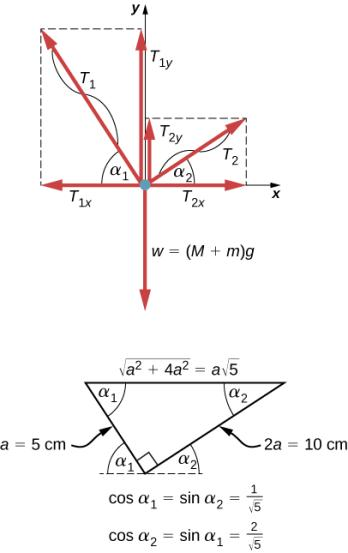 y
T₁y
T₁
T₂y
T₂
α₁
α₂
x
T₁x
T₂x
w = (M + m)g
√(a² + 4a²) = a√5
α₁
α₂
a = 5 cm
2a = 10 cm
α₁
α₂
cos α₁ = sin α₂ = 1/√5
cos α₂ = sin α₁ = 2/√5